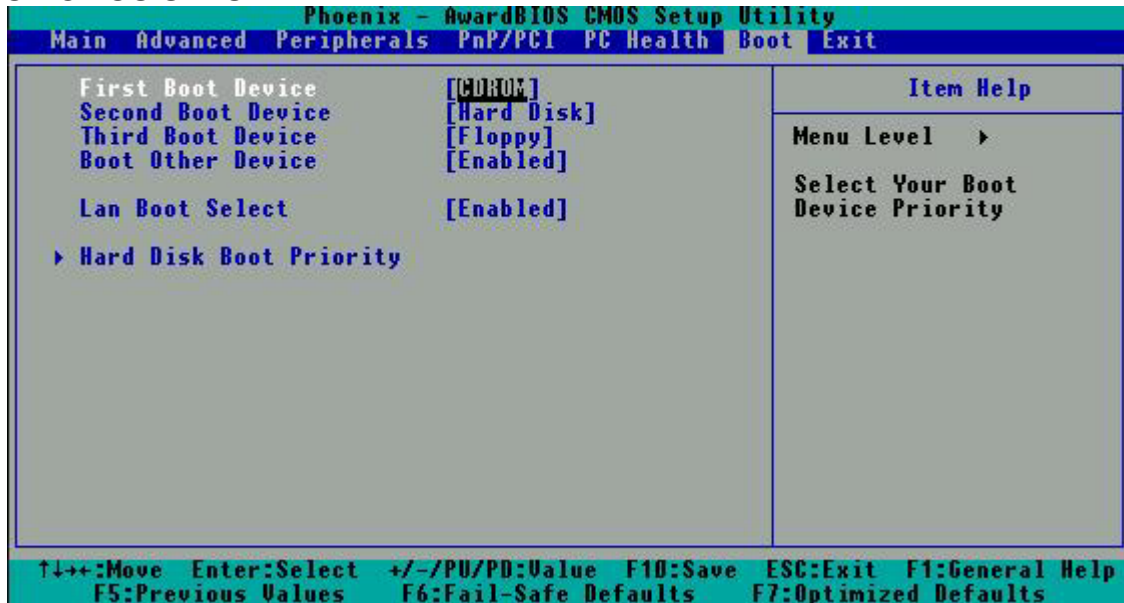 Phoenix - AwardBIOS CMOS Setup Utility
Main Advanced Peripherals PnP/PCI PC Health Boot Exit
First Boot Device [CDROM]
Second Boot Device [Hard Disk]
Third Boot Device [Floppy]
Boot Other Device [Enabled]
Lan Boot Select [Enabled]
▸ Hard Disk Boot Priority
Item Help
Menu Level ▸
Select Your Boot
Device Priority
↑↓→←:Move Enter:Select +/-/PU/PD:Value F10:Save ESC:Exit F1:General Help
F5:Previous Values F6:Fail-Safe Defaults F7:Optimized Defaults